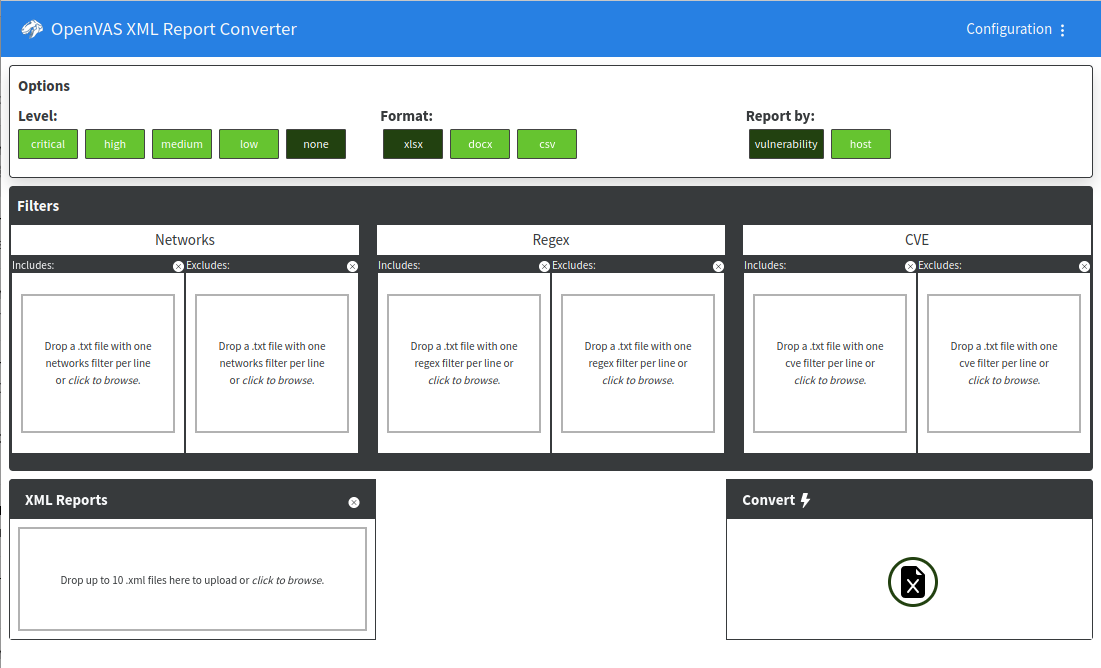 OpenVAS XML Report Converter
Configuration
Options
Level:
critical
high
medium
low
none
Format:
xlsx
docx
csv
Report by:
vulnerability
host
Filters
Networks
Includes:
Excludes:
Drop a .txt file with one
networks filter per line
or click to browse.
Drop a .txt file with one
networks filter per line
or click to browse.
Regex
Includes:
Excludes:
Drop a .txt file with one
regex filter per line or
click to browse.
Drop a .txt file with one
regex filter per line or
click to browse.
CVE
Includes:
Excludes:
Drop a .txt file with one
cve filter per line or
click to browse.
Drop a .txt file with one
cve filter per line or
click to browse.
XML Reports
Drop up to 10 .xml files here to upload or click to browse.
Convert
X